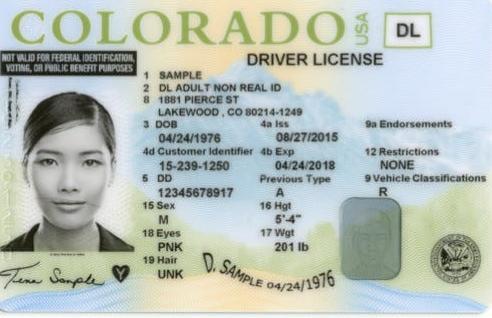 COLORADO USA DL
NOT VALID FOR FEDERAL IDENTIFICATION,
VOTING, OR PUBLIC BENEFIT PURPOSES
DRIVER LICENSE
1 SAMPLE
2 DL ADULT NON REAL ID
8 1881 PIERCE ST
LAKEWOOD , CO 80214-1249
3 DOB 4a Iss 9a Endorsements
04/24/1976 08/27/2015
4d Customer Identifier 4b Exp 12 Restrictions
15-239-1250 04/24/2018 NONE
5 DD Previous Type 9 Vehicle Classifications
12345678917 A R
15 Sex 16 Hgt
M 5'-4"
18 Eyes 17 Wgt
PNK 201 lb
19 Hair
UNK D. SAMPLE 04/24/1976
Tina Sample Y